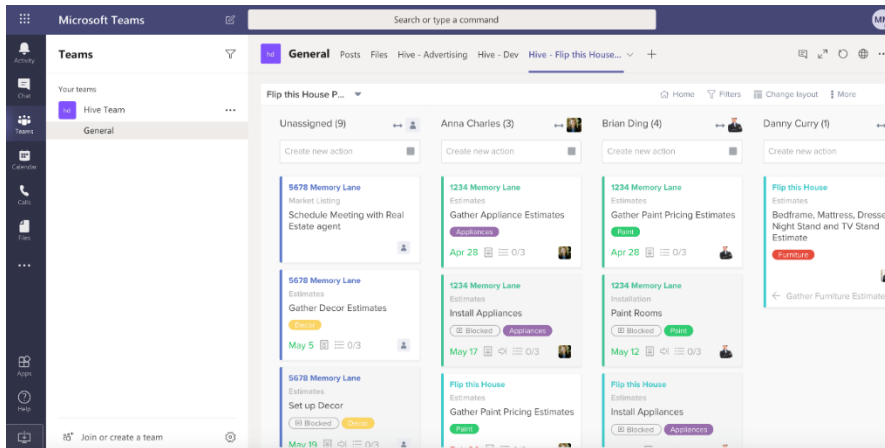 Microsoft Teams
Search or type a command
MN
Activity
Chat
Teams
Calendar
Calls
Files
Apps
Help
Teams
Your teams
hd Hive Team
General
Join or create a team
hd General Posts Files Hive - Advertising Hive - Dev Hive - Flip this House...
Flip this House P...
Home Filters Change layout More
Unassigned (9)
Create new action
5678 Memory Lane
Market Listing
Schedule Meeting with Real
Estate agent
5678 Memory Lane
Estimates
Gather Decor Estimates
Decor
May 5 0/3
5678 Memory Lane
Estimates
Set up Decor
Blocked Decor
May 19 0/3
Anna Charles (3)
Create new action
1234 Memory Lane
Estimates
Gather Appliance Estimates
Appliances
Apr 28 0/3
1234 Memory Lane
Estimates
Install Appliances
Blocked Appliances
May 17 0/3
Flip this House
Estimates
Gather Paint Pricing Estimates
Paint
Brian Ding (4)
Create new action
1234 Memory Lane
Estimates
Gather Paint Pricing Estimates
Paint
Apr 28 0/3
1234 Memory Lane
Installation
Paint Rooms
Blocked Paint
May 12 0/3
Flip this House
Estimates
Install Appliances
Blocked Appliances
Danny Curry (1)
Create new action
Flip this House
Estimates
Bedframe, Mattress, Dresse
Night Stand and TV Stand
Estimate
Furniture
Gather Furniture Estimate